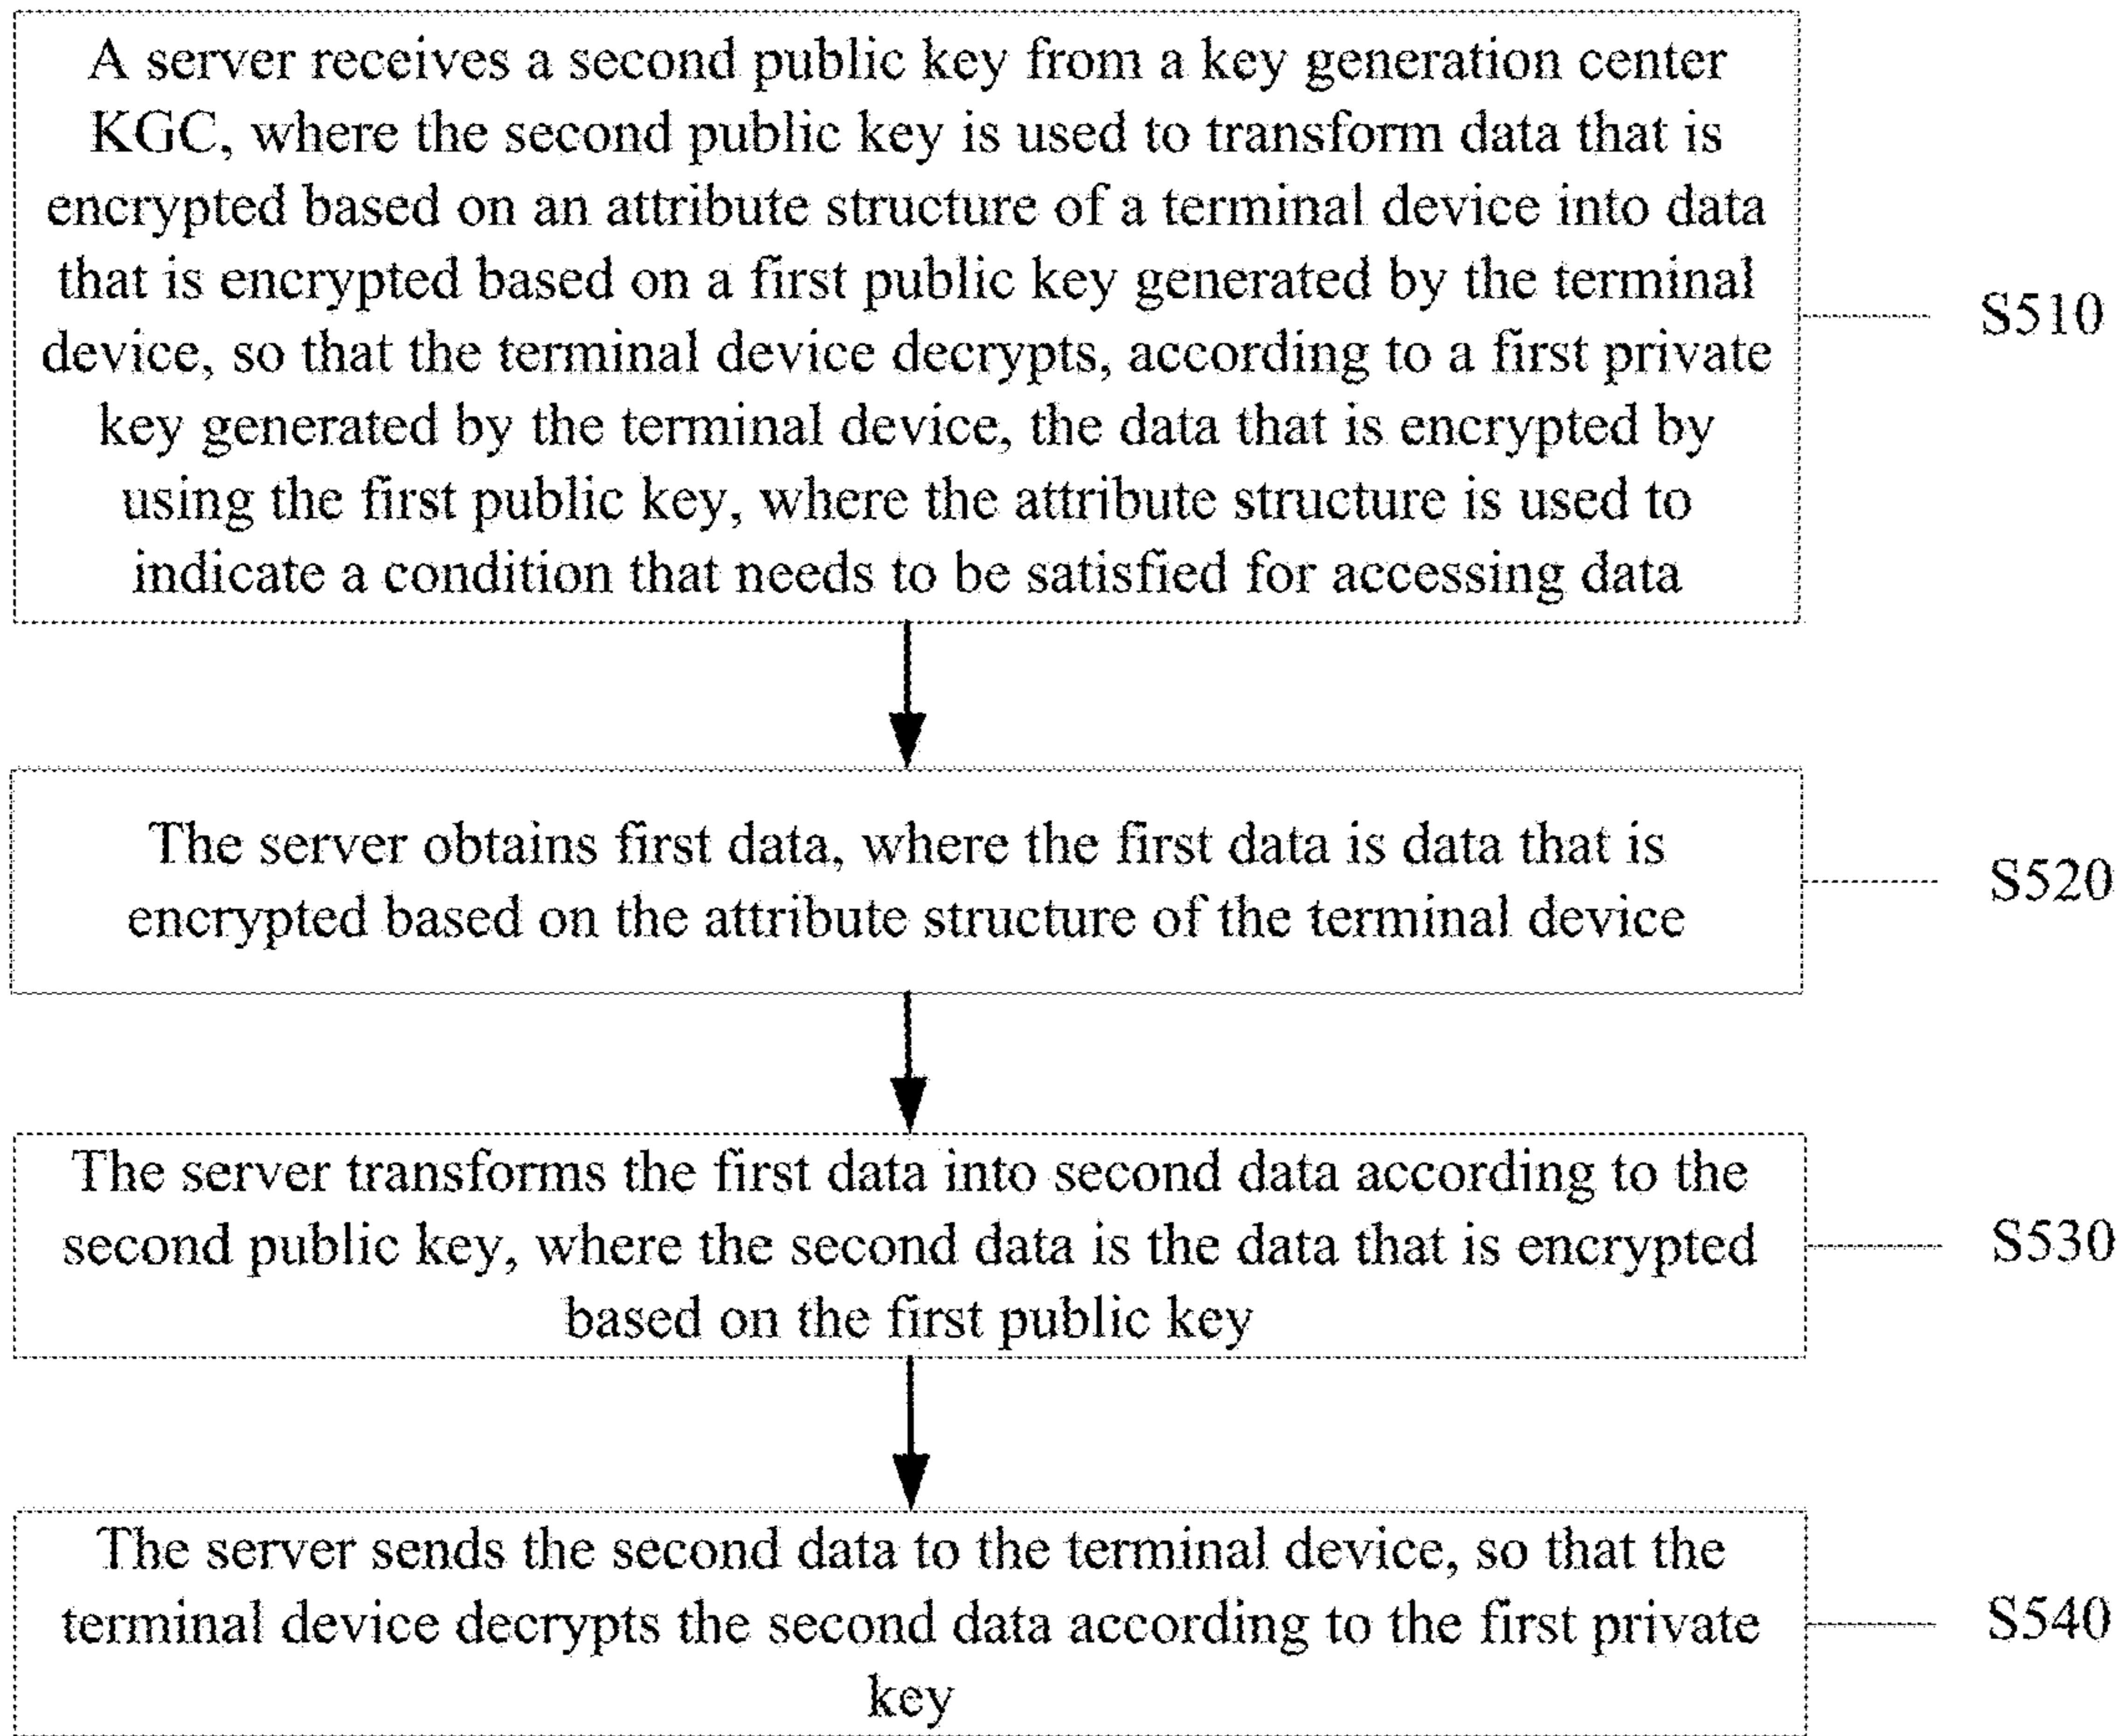 A server receives a second public key from a key generation center
KGC, where the second public key is used to transform data that is
encrypted based on an attribute structure of a terminal device into data
that is encrypted based on a first public key generated by the terminal
device, so that the terminal device decrypts, according to a first private
key generated by the terminal device, the data that is encrypted by
using the first public key, where the attribute structure is used to
indicate a condition that needs to be satisfied for accessing data
S510
The server obtains first data, where the first data is data that is
encrypted based on the attribute structure of the terminal device
S520
The server transforms the first data into second data according to the
second public key, where the second data is the data that is encrypted
based on the first public key
S530
The server sends the second data to the terminal device, so that the
terminal device decrypts the second data according to the first private
key
S540